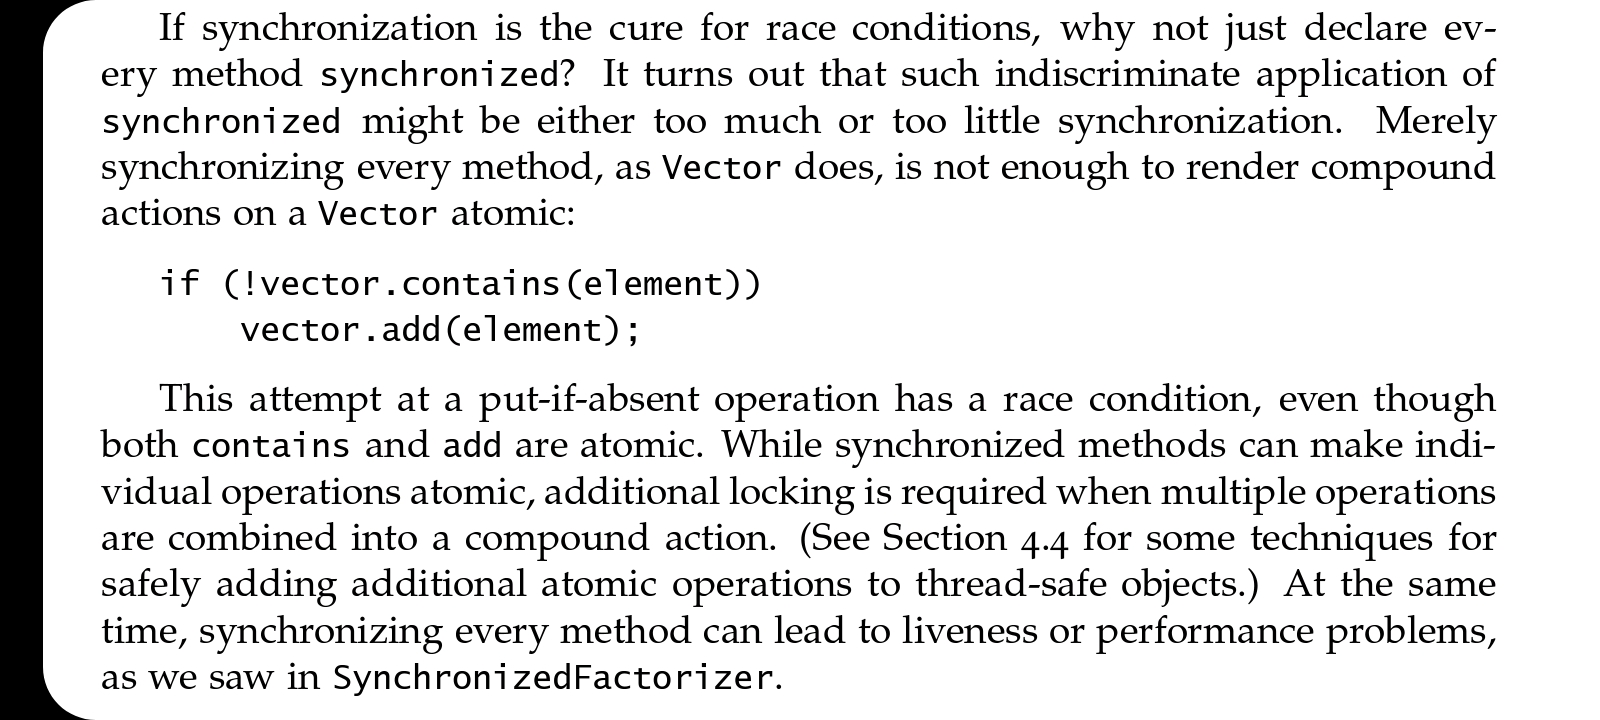 If synchronization is the cure for race conditions, why not just declare ev-
ery method synchronized? It turns out that such indiscriminate application of
synchronized might be either too much or too little synchronization. Merely
synchronizing every method, as Vector does, is not enough to render compound
actions on a Vector atomic:
if (!vector.contains(element))
    vector.add(element);
This attempt at a put-if-absent operation has a race condition, even though
both contains and add are atomic. While synchronized methods can make indi-
vidual operations atomic, additional locking is required when multiple operations
are combined into a compound action. (See Section 4.4 for some techniques for
safely adding additional atomic operations to thread-safe objects.) At the same
time, synchronizing every method can lead to liveness or performance problems,
as we saw in SynchronizedFactorizer.